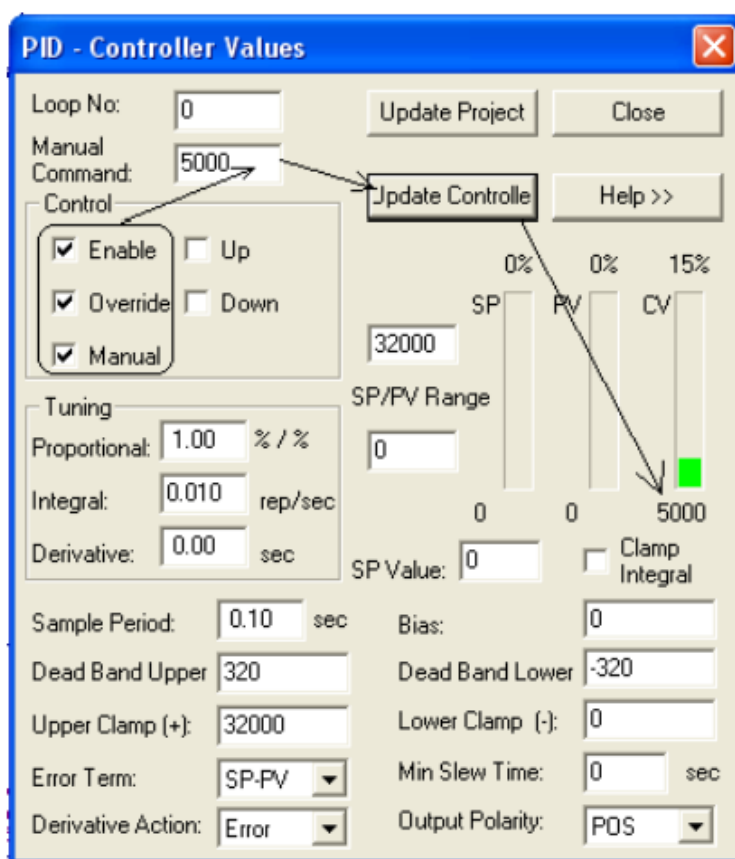 PID - Controller Values
Loop No: 0
Update Project
Close
Manual Command: 5000
Update Controlle
Help >>
Control
Enable
Up
Override
Down
Manual
0% 0% 15%
SP PV CV
32000
SP/PV Range
0
0 0 5000
Tuning
Proportional: 1.00 % / %
Integral: 0.010 rep/sec
Derivative: 0.00 sec
SP Value: 0
Clamp Integral
Sample Period: 0.10 sec
Bias: 0
Dead Band Upper 320
Dead Band Lower -320
Upper Clamp (+): 32000
Lower Clamp (-): 0
Error Term: SP-PV
Min Slew Time: 0 sec
Derivative Action: Error
Output Polarity: POS